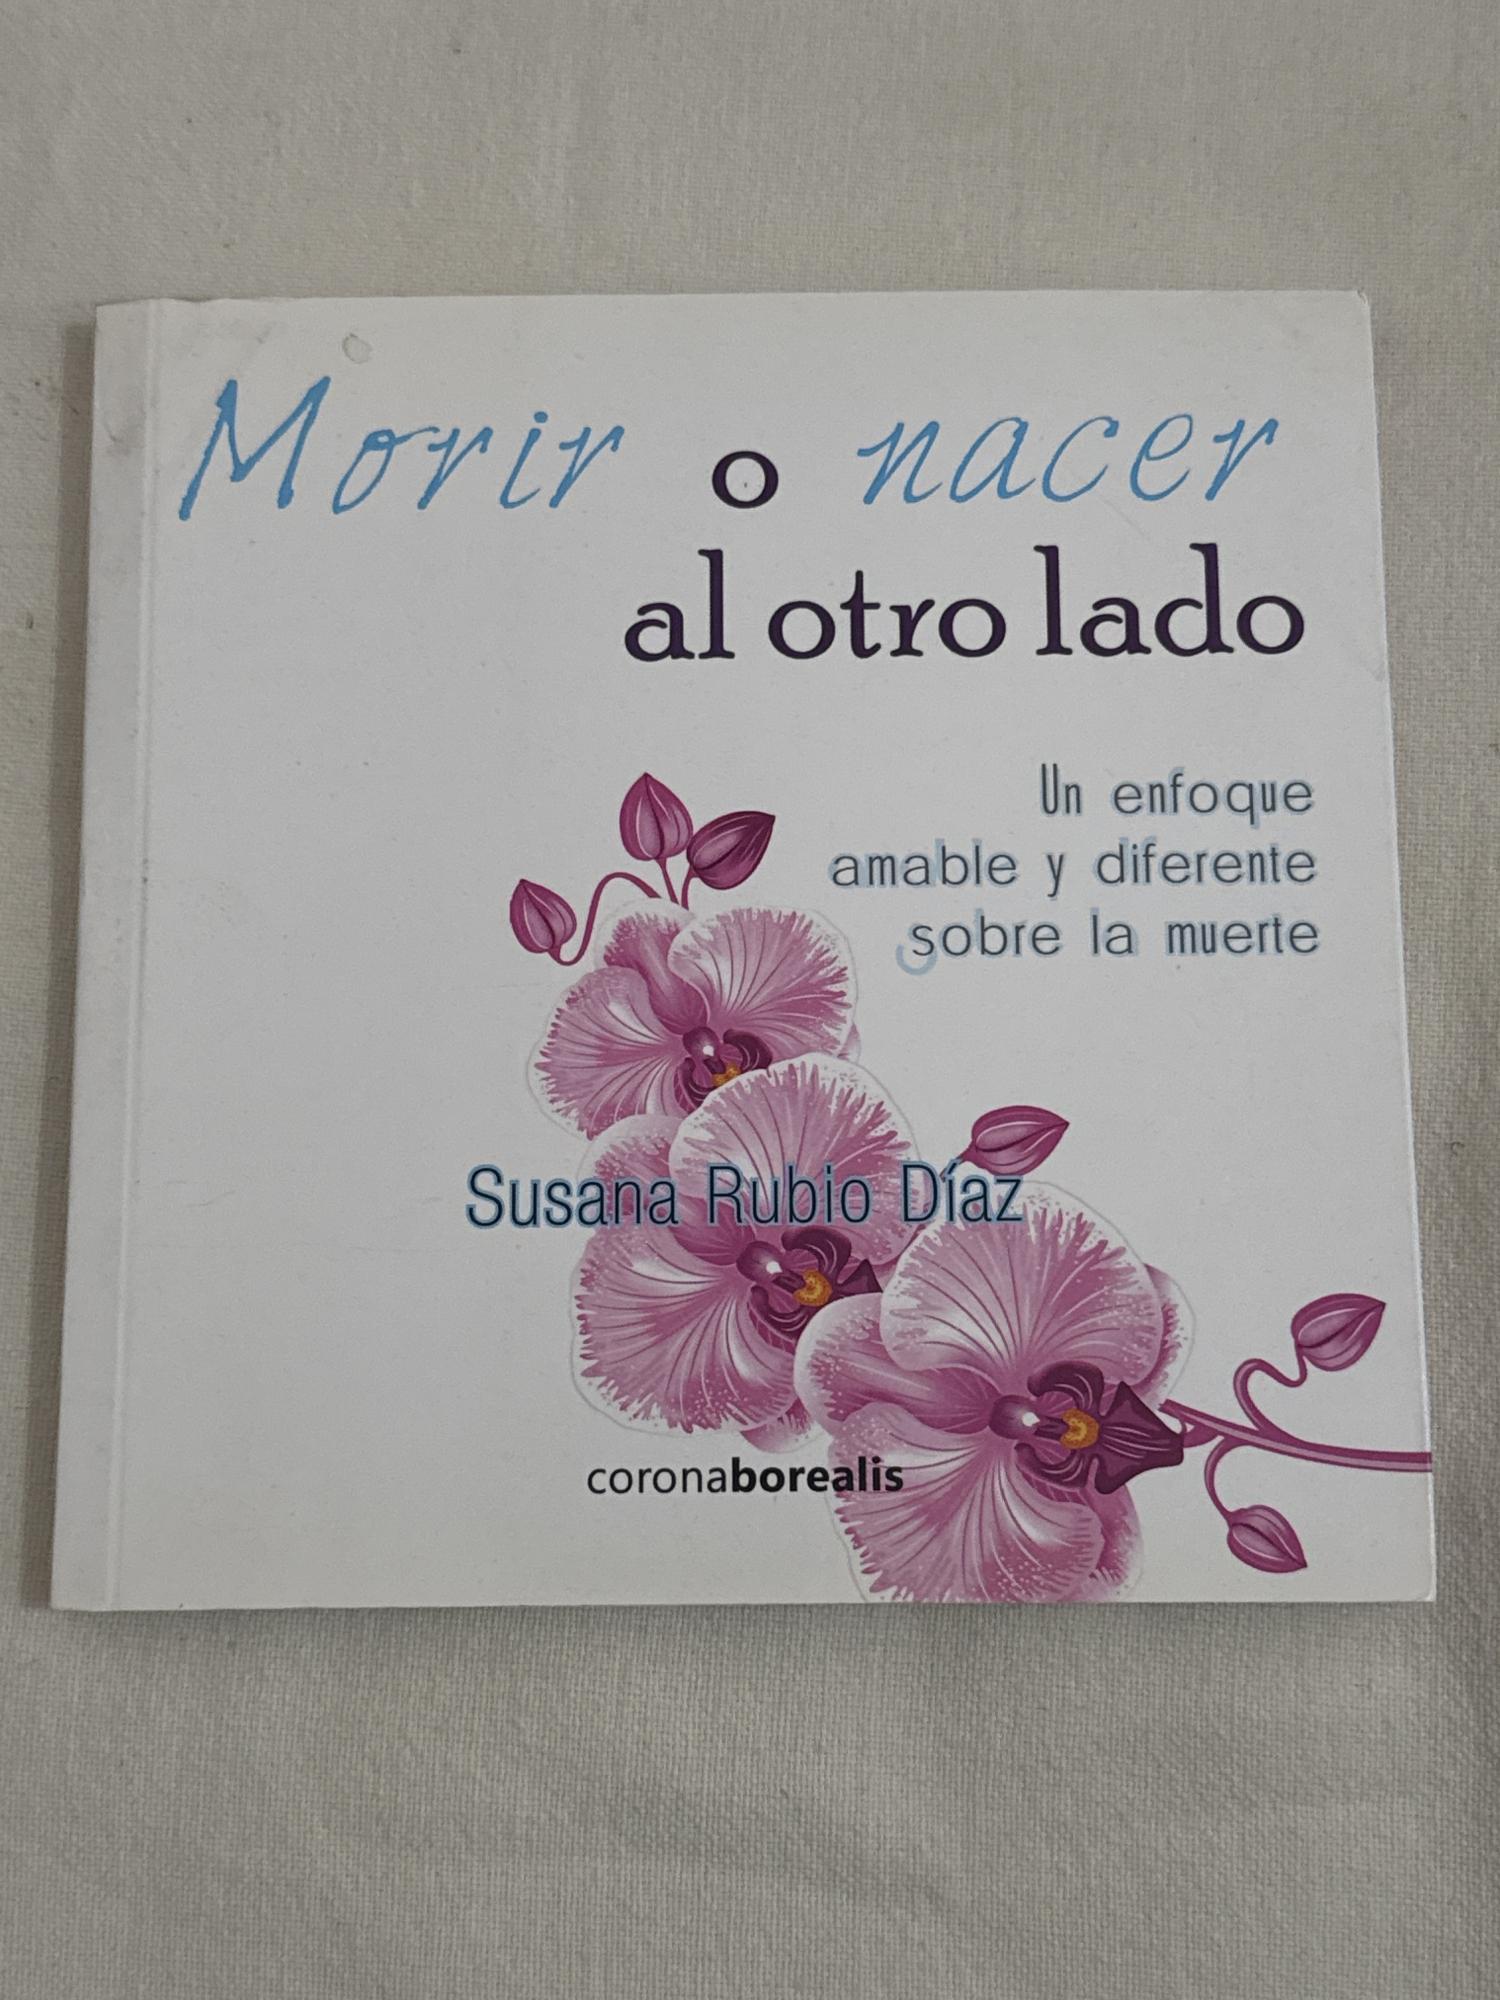 Morir o nacer
al otro lado
Un enfoque
amable y diferente
sobre la muerte
Susana Rubio Díaz
coronaborealis